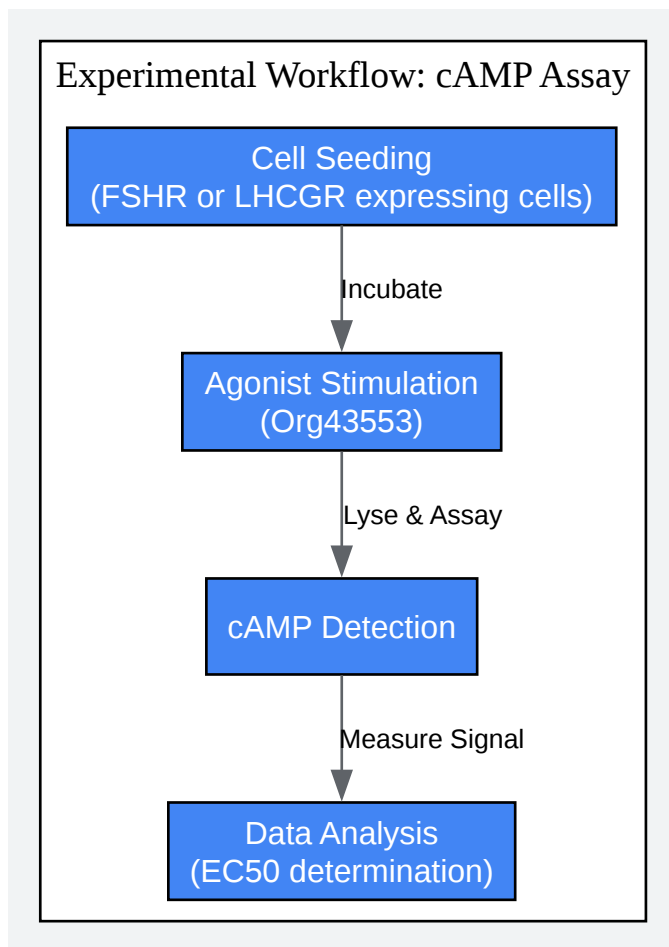 Experimental Workflow: cAMP Assay
Cell Seeding
(FSHR or LHCGR expressing cells)
Incubate
Agonist Stimulation
(Org43553)
Lyse & Assay
cAMP Detection
Measure Signal
Data Analysis
(EC50 determination)